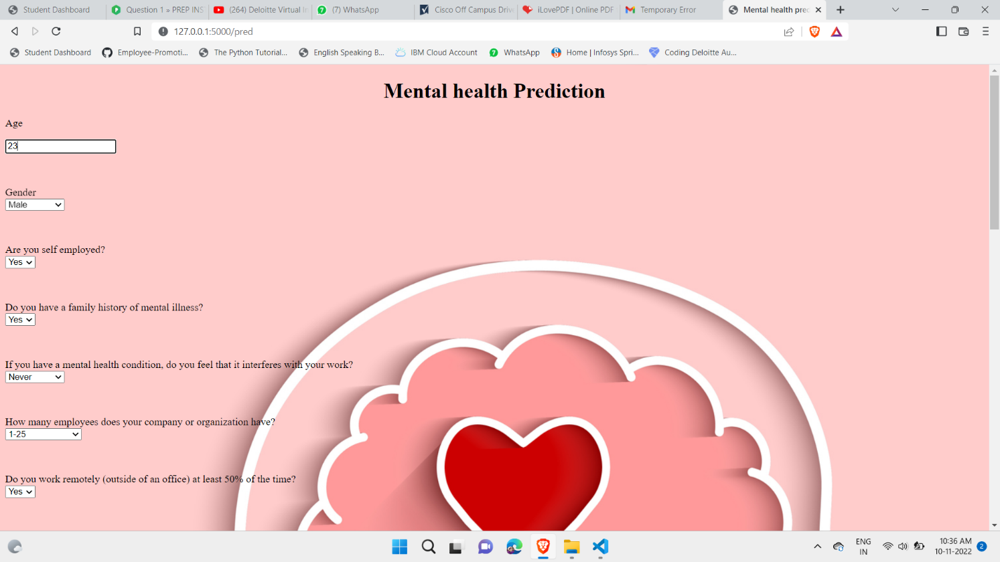 Student Dashboard
Question 1 » PREP INS
(264) Deloitte Virtual In
(7) WhatsApp
Cisco Off Campus Drive
iLovePDF | Online PDF
Temporary Error
Mental health pred
127.0.0.1:5000/pred
Student Dashboard
Employee-Promoti...
The Python Tutorial...
English Speaking B...
IBM Cloud Account
7
WhatsApp
Home | Infosys Spri...
Coding Deloitte Au...
Mental health Prediction
Age
23
Gender
Male
Are you self employed?
Yes
Do you have a family history of mental illness?
Yes
If you have a mental health condition, do you feel that it interferes with your work?
Never
How many employees does your company or organization have?
1-25
Do you work remotely (outside of an office) at least 50% of the time?
Yes
ENG
IN
10:36 AM
10-11-2022
2